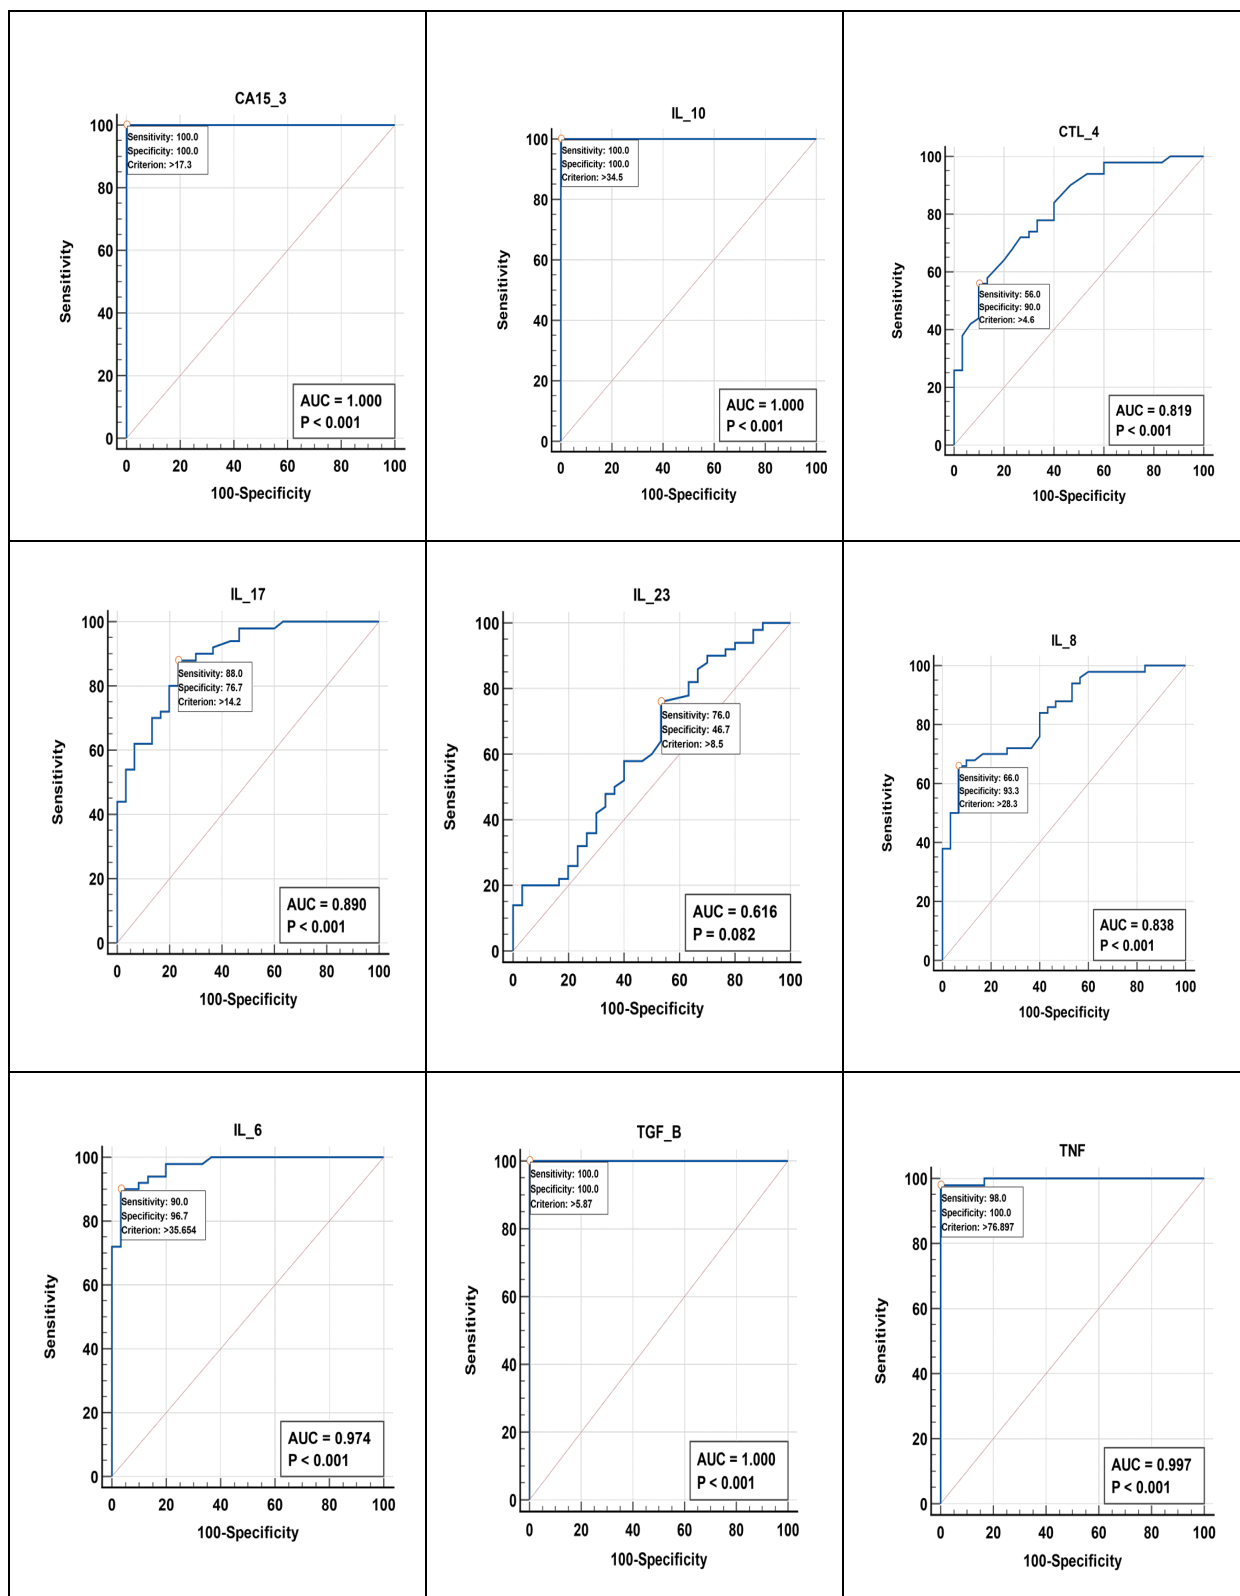 CA15_3
100
80
60
40
20
0
Sensitivity
Sensitivity: 100.0
Specificity: 100.0
Criterion: >17.3
AUC = 1.000
P < 0.001
0 20 40 60 80 100
100-Specificity
IL_10
100
80
60
40
20
0
Sensitivity
Sensitivity: 100.0
Specificity: 100.0
Criterion: >34.5
AUC = 1.000
P < 0.001
0 20 40 60 80 100
100-Specificity
CTL_4
100
80
60
40
20
0
Sensitivity
Sensitivity: 56.0
Specificity: 90.0
Criterion: >4.6
AUC = 0.819
P < 0.001
0 20 40 60 80 100
100-Specificity
IL_17
100
80
60
40
20
0
Sensitivity
Sensitivity: 88.0
Specificity: 76.7
Criterion: >14.2
AUC = 0.890
P < 0.001
0 20 40 60 80 100
100-Specificity
IL_23
100
80
60
40
20
0
Sensitivity
Sensitivity: 76.0
Specificity: 46.7
Criterion: >8.5
AUC = 0.616
P = 0.082
0 20 40 60 80 100
100-Specificity
IL_8
100
80
60
40
20
0
Sensitivity
Sensitivity: 66.0
Specificity: 93.3
Criterion: >28.3
AUC = 0.838
P < 0.001
0 20 40 60 80 100
100-Specificity
IL_6
100
80
60
40
20
0
Sensitivity
Sensitivity: 90.0
Specificity: 96.7
Criterion: >35.654
AUC = 0.974
P < 0.001
0 20 40 60 80 100
100-Specificity
TGF_B
100
80
60
40
20
0
Sensitivity
Sensitivity: 100.0
Specificity: 100.0
Criterion: >5.87
AUC = 1.000
P < 0.001
0 20 40 60 80 100
100-Specificity
TNF
100
80
60
40
20
0
Sensitivity
Sensitivity: 98.0
Specificity: 100.0
Criterion: >76.897
AUC = 0.997
P < 0.001
0 20 40 60 80 100
100-Specificity